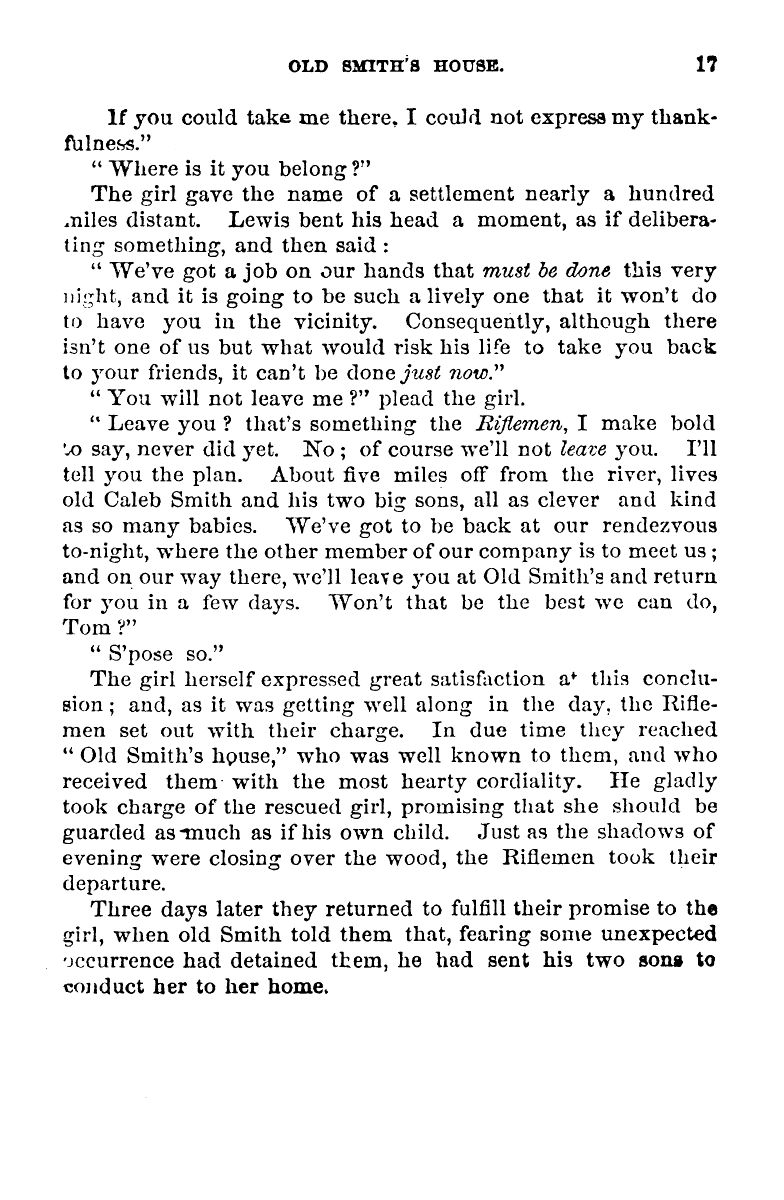 OLD SMITH'S HOUSE. 17
If you could take me there, I could not express my thank-
fulness."
" Where is it you belong ?"
The girl gave the name of a settlement nearly a hundred
miles distant. Lewis bent his head a moment, as if delibera-
ting something, and then said :
" We've got a job on our hands that must be done this very
night, and it is going to be such a lively one that it won't do
to have you in the vicinity. Consequently, although there
isn't one of us but what would risk his life to take you back
to your friends, it can't be done just now."
" You will not leave me ?" plead the girl.
" Leave you ? that's something the Riflemen, I make bold
to say, never did yet. No ; of course we'll not leave you. I'll
tell you the plan. About five miles off from the river, lives
old Caleb Smith and his two big sons, all as clever and kind
as so many babies. We've got to be back at our rendezvous
to-night, where the other member of our company is to meet us ;
and on our way there, we'll leave you at Old Smith's and return
for you in a few days. Won't that be the best we can do,
Tom ?"
" S'pose so."
The girl herself expressed great satisfaction at this conclu-
sion ; and, as it was getting well along in the day, the Rifle-
men set out with their charge. In due time they reached
" Old Smith's house," who was well known to them, and who
received them with the most hearty cordiality. He gladly
took charge of the rescued girl, promising that she should be
guarded as much as if his own child. Just as the shadows of
evening were closing over the wood, the Riflemen took their
departure.
Three days later they returned to fulfill their promise to the
girl, when old Smith told them that, fearing some unexpected
occurrence had detained them, he had sent his two sons to
conduct her to her home.